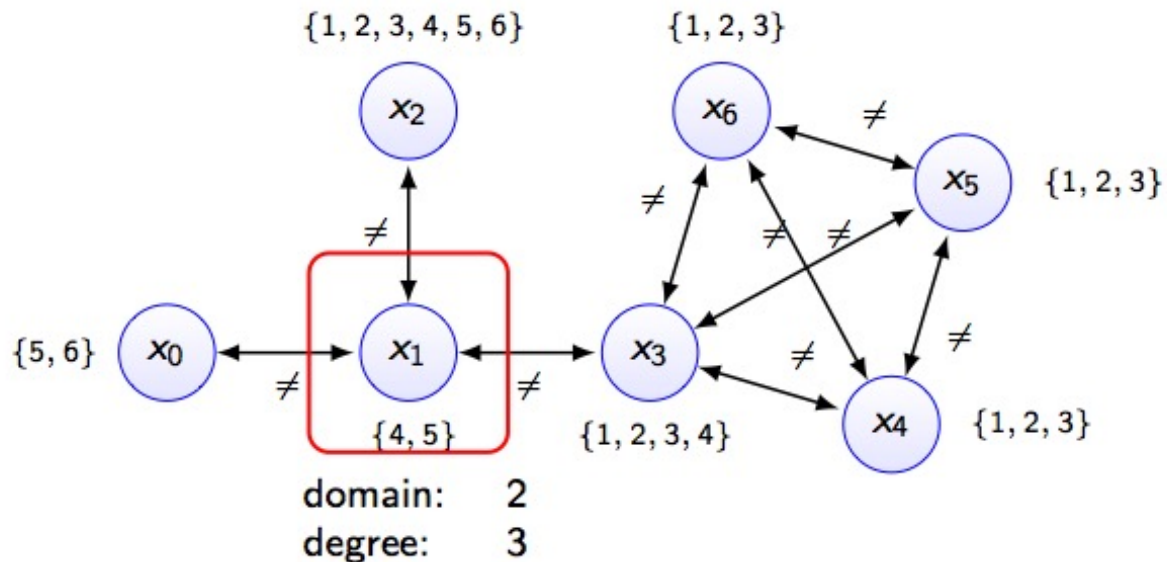 {1, 2, 3, 4, 5, 6}
{1, 2, 3}
x₂
x₆
≠
x₅
{1, 2, 3}
≠
≠
≠
≠
{5, 6}
x₀
x₁
x₃
≠
≠
≠
≠
x₄
{1, 2, 3}
{4, 5}
{1, 2, 3, 4}
domain: 2
degree: 3